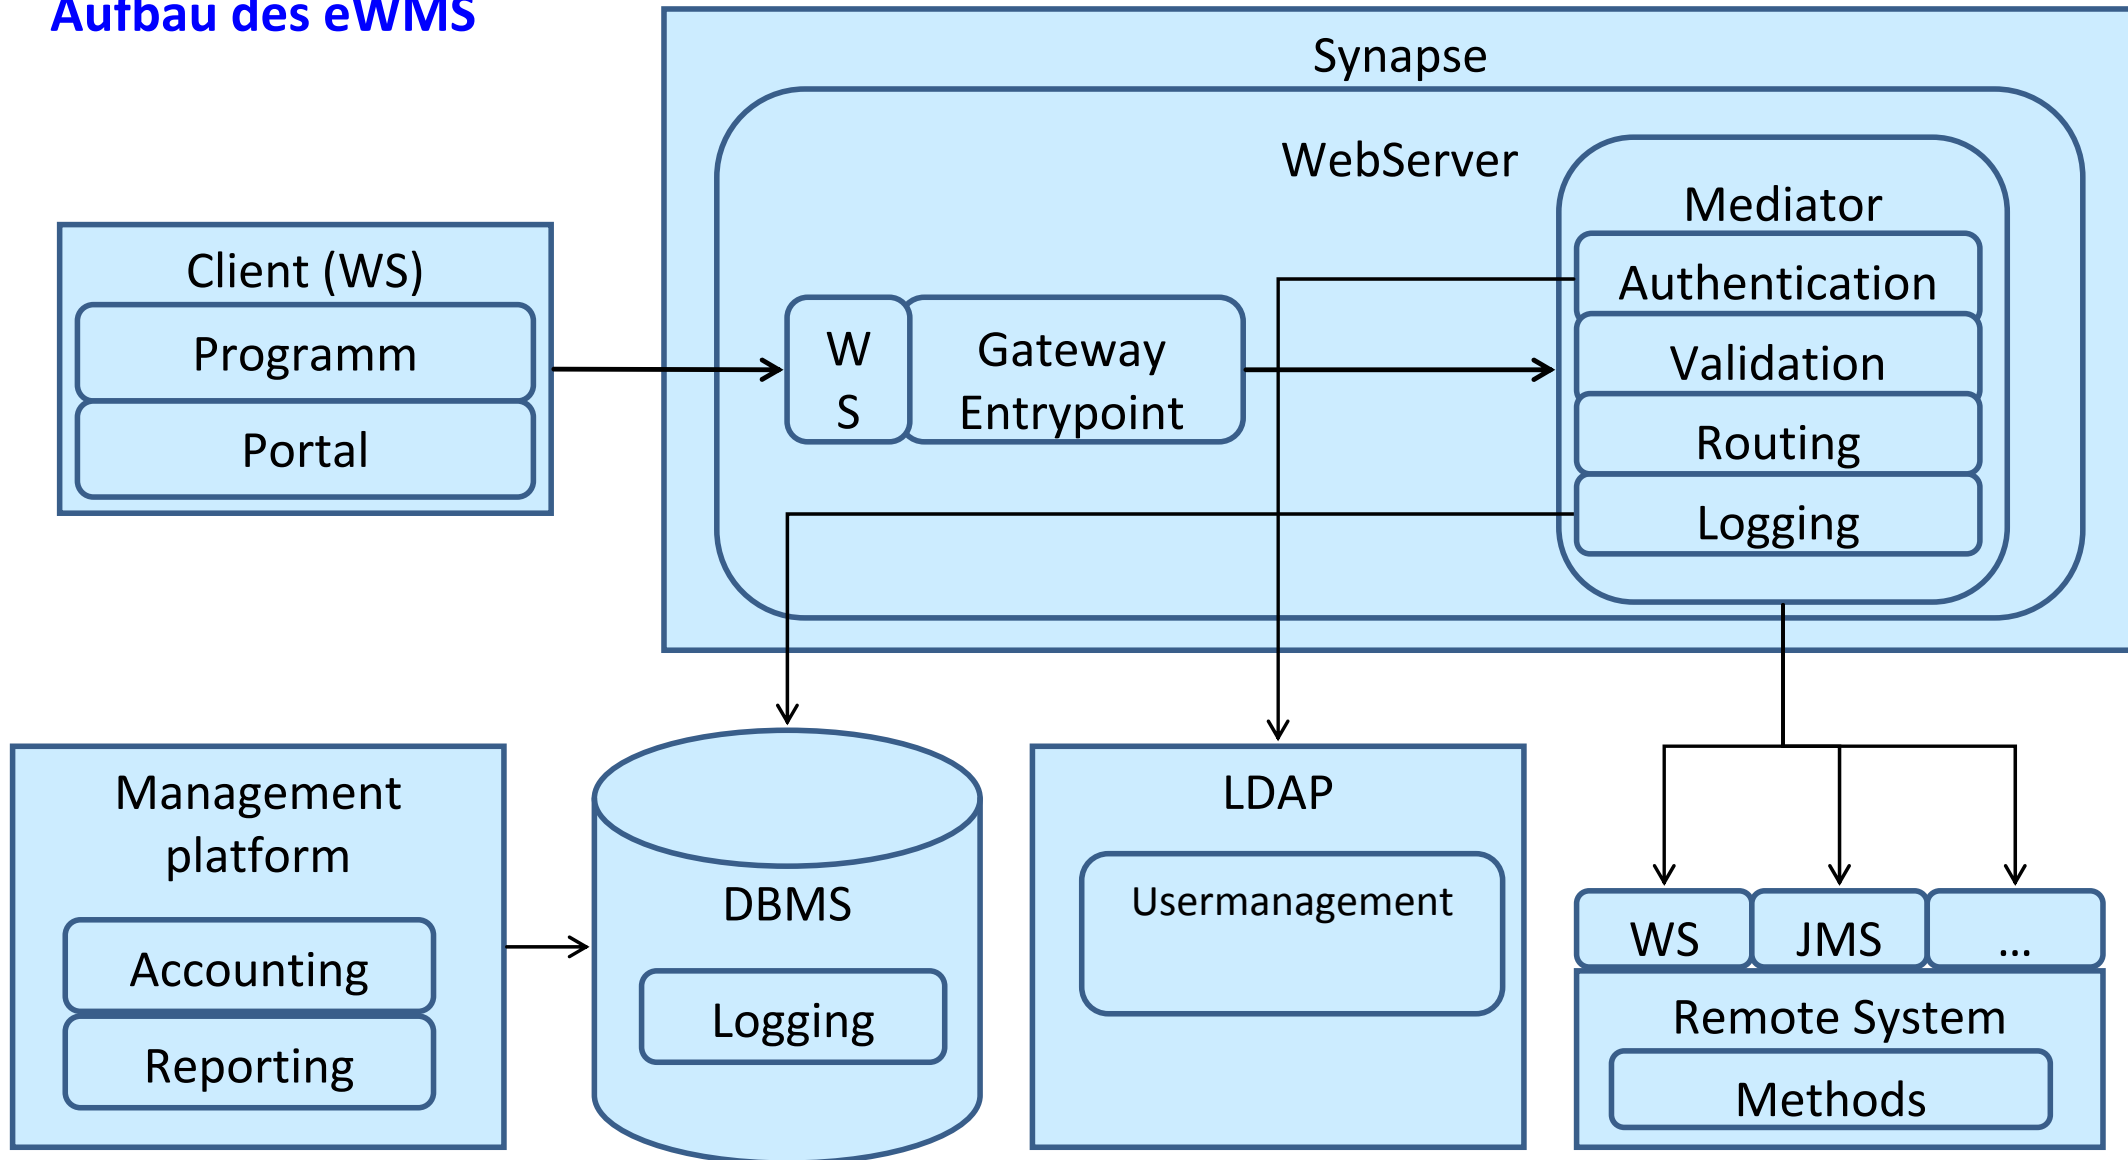 Aufbau des eWMS
Synapse
WebServer
Mediator
Authentication
Validation
Routing
Logging
Client (WS)
Programm
Portal
W
S
Gateway
Entrypoint
Management
platform
Accounting
Reporting
DBMS
Logging
LDAP
Usermanagement
WS
JMS
...
Remote System
Methods